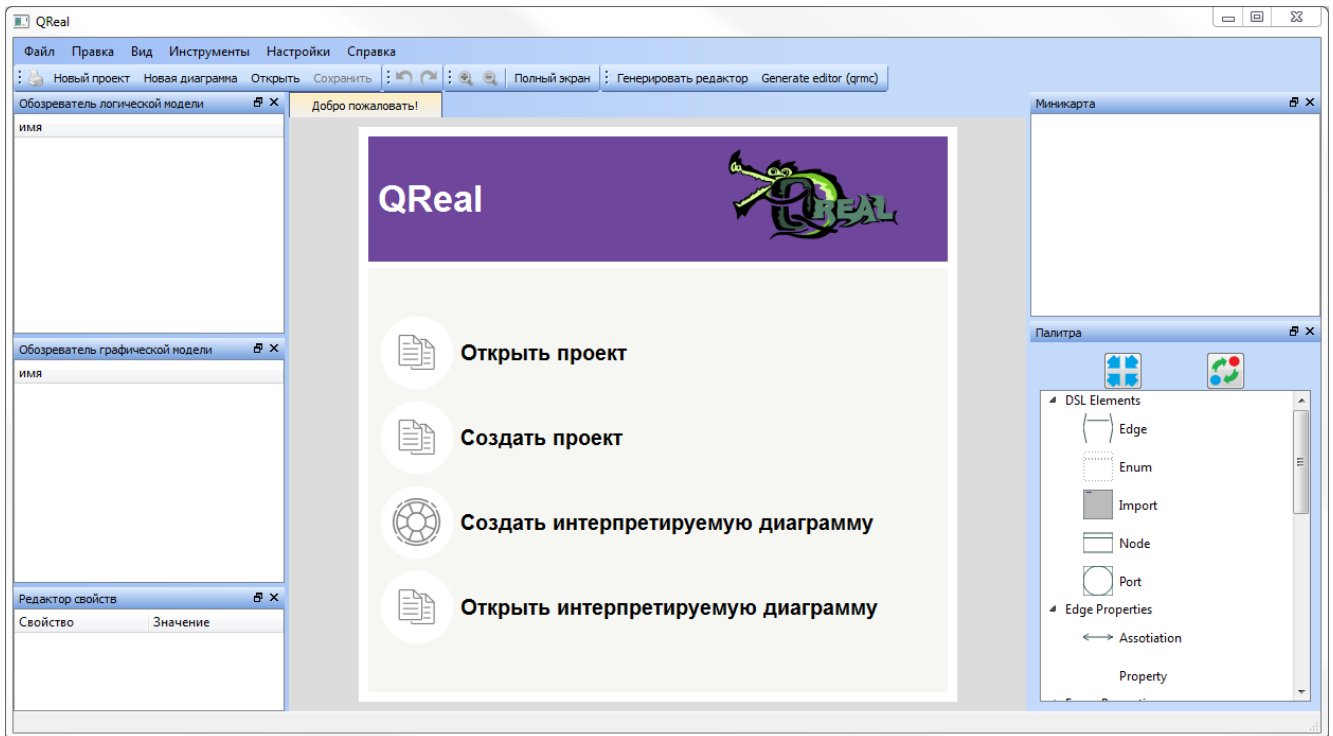 QReal
Файл Правка Вид Инструменты Настройки Справка
Новый проект Новая диаграмма Открыть Сохранить Полный экран Генерировать редактор Generate editor (qrmc)
Обозреватель логической модели
имя
Обозреватель графической модели
имя
Редактор свойств
Свойство Значение
Добро пожаловать!
QReal
QREAL
Открыть проект
Создать проект
Создать интерпретируемую диаграмму
Открыть интерпретируемую диаграмму
Миникарта
Палитра
DSL Elements
Edge
Enum
Import
Node
Port
Edge Properties
Assotiation
Property